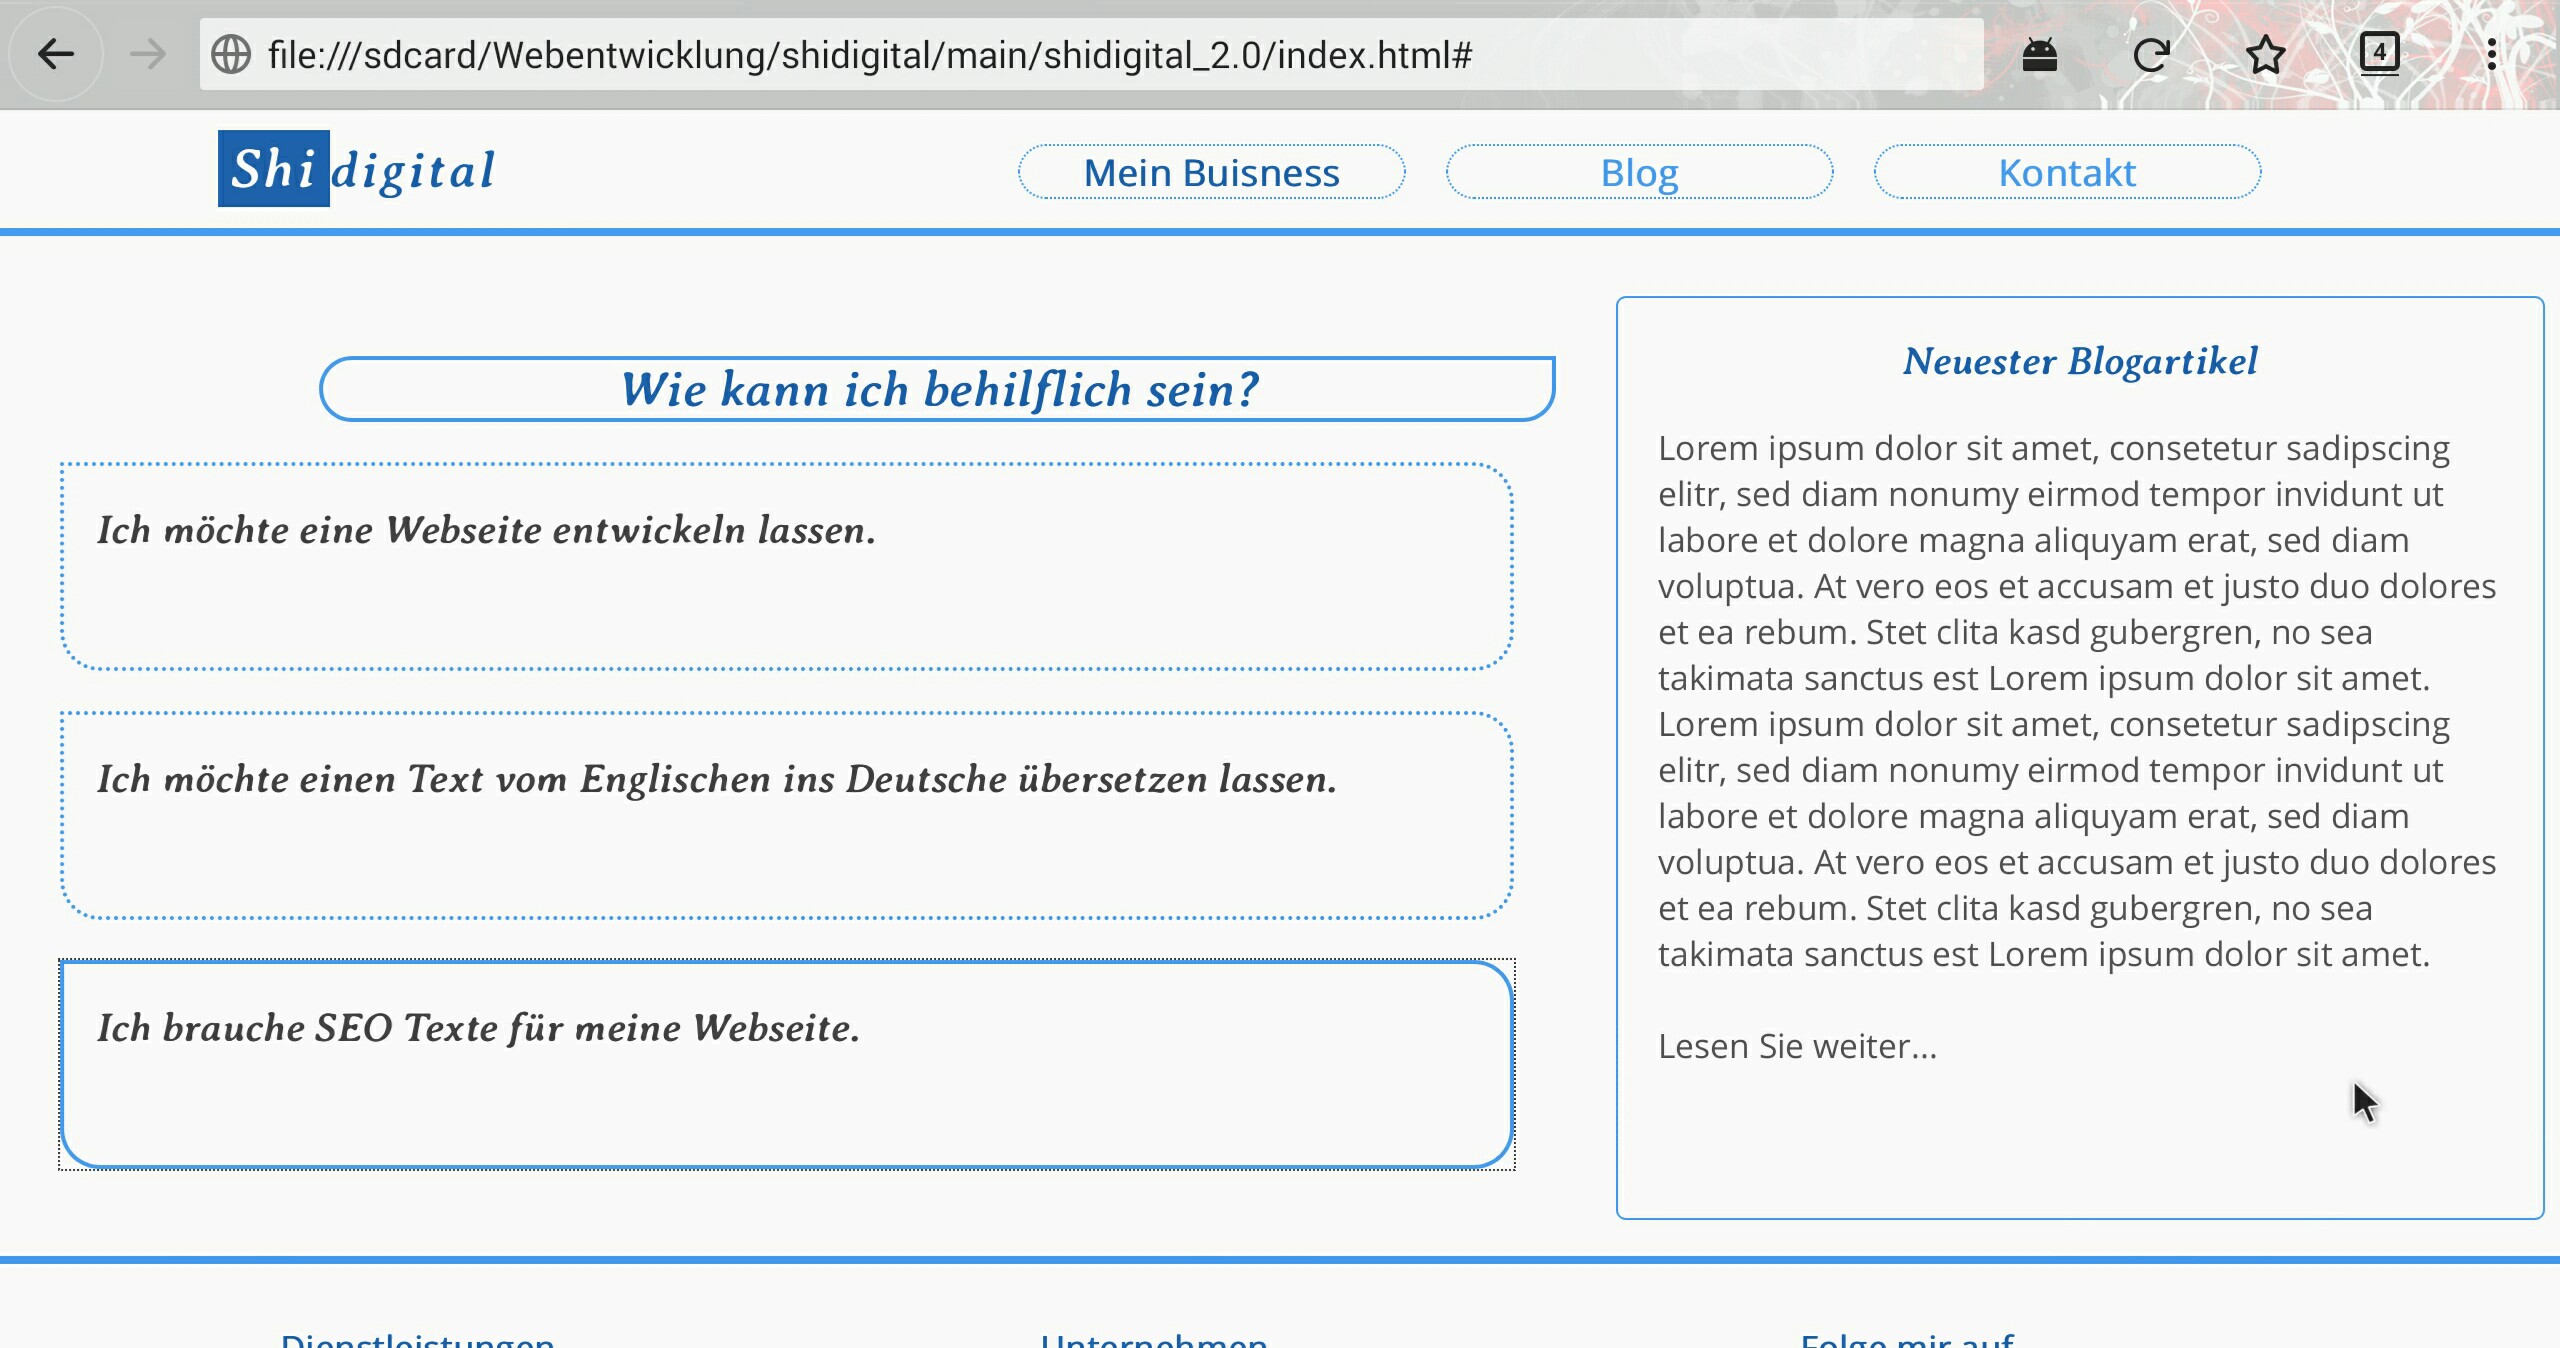 file:///sdcard/Webentwicklung/shidigital/main/shidigital_2.0/index.html#
4
Shidigital
Mein Buisness
Blog
Kontakt
Wie kann ich behilflich sein?
Ich möchte eine Webseite entwickeln lassen.
Ich möchte einen Text vom Englischen ins Deutsche übersetzen lassen.
Ich brauche SEO Texte für meine Webseite.
Neuester Blogartikel
Lorem ipsum dolor sit amet, consetetur sadipscing
elitr, sed diam nonumy eirmod tempor invidunt ut
labore et dolore magna aliquyam erat, sed diam
voluptua. At vero eos et accusam et justo duo dolores
et ea rebum. Stet clita kasd gubergren, no sea
takimata sanctus est Lorem ipsum dolor sit amet.
Lorem ipsum dolor sit amet, consetetur sadipscing
elitr, sed diam nonumy eirmod tempor invidunt ut
labore et dolore magna aliquyam erat, sed diam
voluptua. At vero eos et accusam et justo duo dolores
et ea rebum. Stet clita kasd gubergren, no sea
takimata sanctus est Lorem ipsum dolor sit amet.
Lesen Sie weiter...
Dienstleistungen
Unternehmen
Folge mir auf